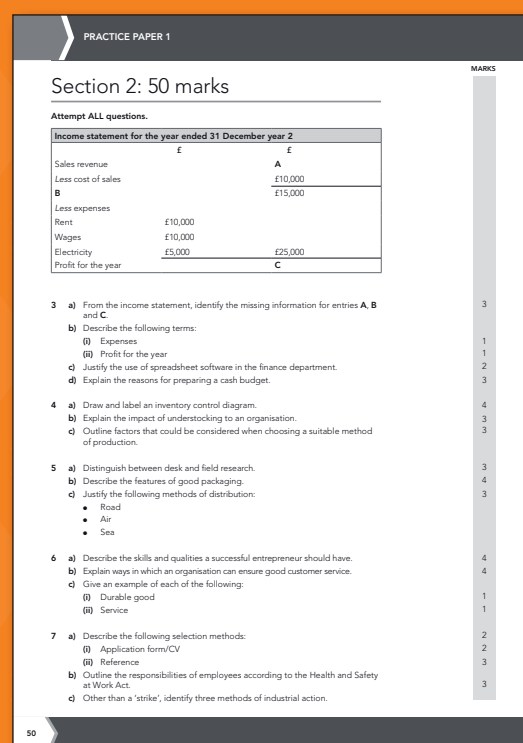 PRACTICE PAPER 1
MARKS
Section 2: 50 marks
Attempt ALL questions.
Income statement for the year ended 31 December year 2
£ £
Sales revenue A
Less cost of sales £10,000
B £15,000
Less expenses
Rent £10,000
Wages £10,000
Electricity £5,000 £25,000
Profit for the year C
3 a) From the income statement, identify the missing information for entries A, B 3
and C.
b) Describe the following terms:
(i) Expenses 1
(ii) Profit for the year 1
c) Justify the use of spreadsheet software in the finance department. 2
d) Explain the reasons for preparing a cash budget. 3
4 a) Draw and label an inventory control diagram. 4
b) Explain the impact of understocking to an organisation. 3
c) Outline factors that could be considered when choosing a suitable method 3
of production.
5 a) Distinguish between desk and field research. 3
b) Describe the features of good packaging. 4
c) Justify the following methods of distribution: 3
• Road
• Air
• Sea
6 a) Describe the skills and qualities a successful entrepreneur should have. 4
b) Explain ways in which an organisation can ensure good customer service. 4
c) Give an example of each of the following:
(i) Durable good 1
(ii) Service 1
7 a) Describe the following selection methods: 2
(i) Application form/CV 2
(ii) Reference 3
b) Outline the responsibilities of employees according to the Health and Safety
at Work Act. 3
c) Other than a 'strike', identify three methods of industrial action.
50